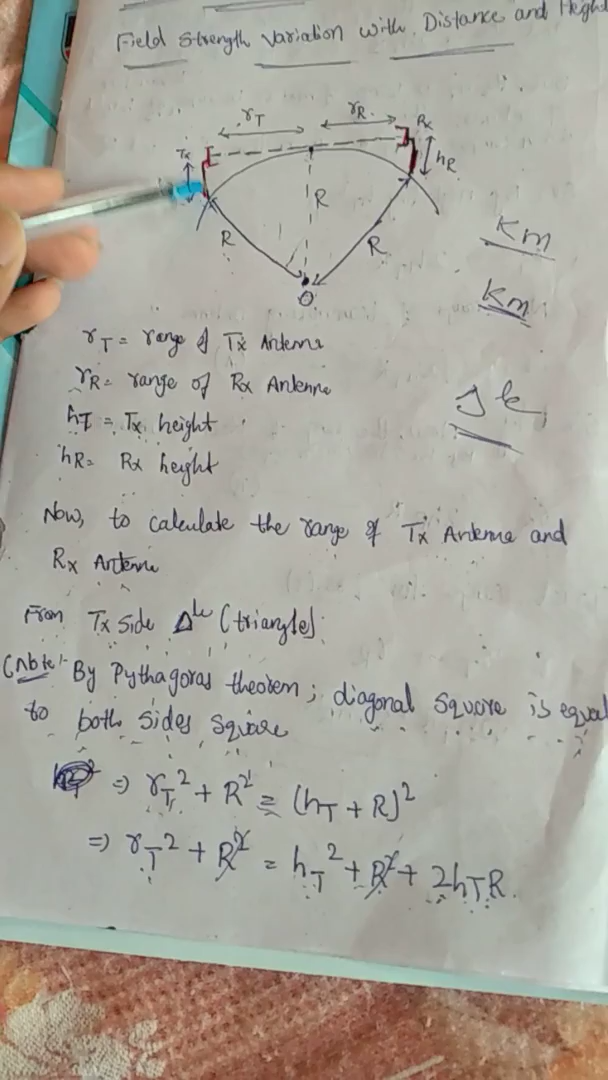 Field Strength Variation with Distance and Heigh
rT
rR
Rx
Tx
hR
R
R
R
O
Km
Km
rT = range of Tx Antenna
rR = range of Rx Antenna
hT = Tx height
hR = Rx height
Now, to calculate the range of Tx Antenna and
Rx Antenna
From Tx side Δle (triangle):
(Note:- By Pythagoras theorem; diagonal square is equal
to both sides square
⇒ rT² + R² = (hT + R)²
⇒ rT² + R² = hT² + R² + 2hTR.